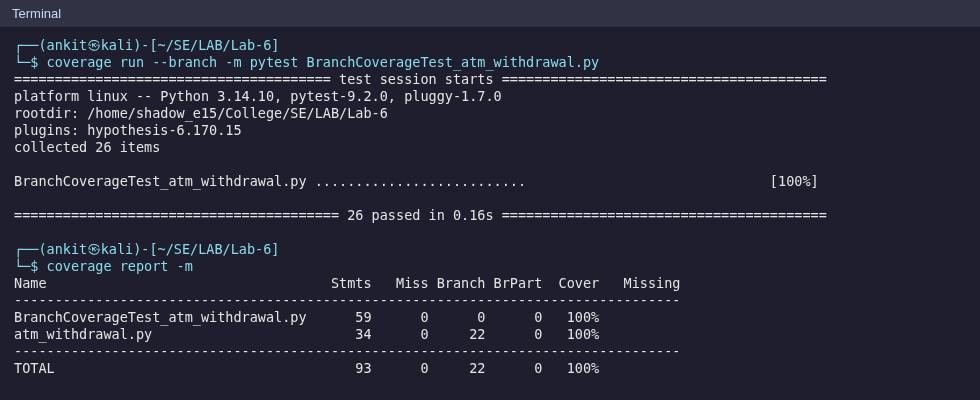 Terminal
┌──(ankit㉿kali)-[~/SE/LAB/Lab-6]
└─$ coverage run --branch -m pytest BranchCoverageTest_atm_withdrawal.py
======================================= test session starts ========================================
platform linux -- Python 3.14.10, pytest-9.2.0, pluggy-1.7.0
rootdir: /home/shadow_e15/College/SE/LAB/Lab-6
plugins: hypothesis-6.170.15
collected 26 items
BranchCoverageTest_atm_withdrawal.py ..........................                              [100%]
======================================== 26 passed in 0.16s ========================================
┌──(ankit㉿kali)-[~/SE/LAB/Lab-6]
└─$ coverage report -m
Name                                   Stmts   Miss Branch BrPart  Cover   Missing
----------------------------------------------------------------------------------
BranchCoverageTest_atm_withdrawal.py      59      0      0      0   100%
atm_withdrawal.py                         34      0     22      0   100%
----------------------------------------------------------------------------------
TOTAL                                     93      0     22      0   100%